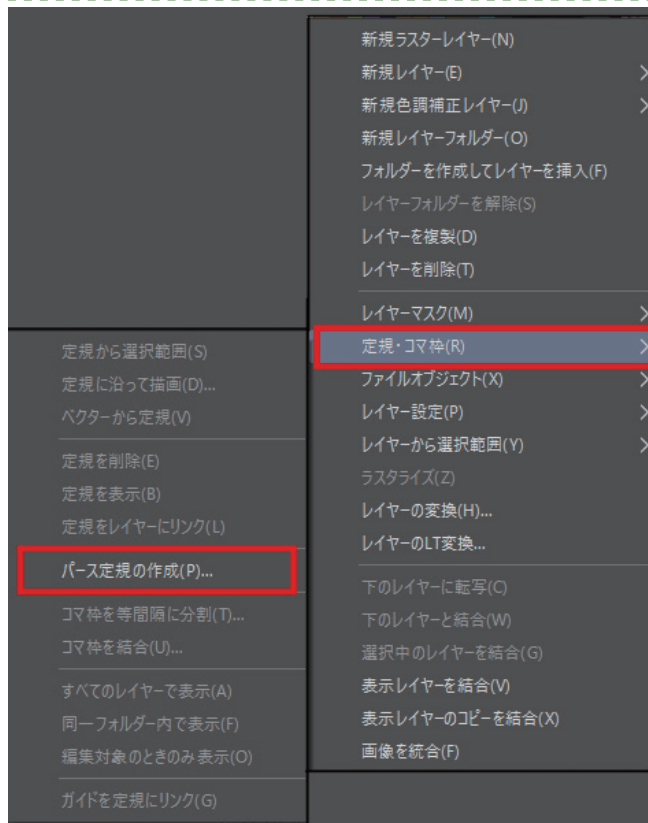 新規ラスターレイヤー(N)
新規レイヤー(E)
新規色調補正レイヤー(J)
新規レイヤーフォルダー(O)
フォルダーを作成してレイヤーを挿入(F)
レイヤーフォルダーを解除(S)
レイヤーを複製(D)
レイヤーを削除(T)
レイヤーマスク(M)
定規・コマ枠(R)
ファイルオブジェクト(X)
レイヤー設定(P)
レイヤーから選択範囲(Y)
ラスタライズ(Z)
レイヤーの変換(H)...
レイヤーのLT変換...
下のレイヤーに転写(C)
下のレイヤーと結合(W)
選択中のレイヤーを結合(G)
表示レイヤーを結合(V)
表示レイヤーのコピーを結合(X)
画像を統合(F)
定規から選択範囲(S)
定規に沿って描画(D)...
ベクターから定規(V)
定規を削除(E)
定規を表示(B)
定規をレイヤーにリンク(L)
パース定規の作成(P)...
コマ枠を等間隔に分割(T)...
コマ枠を結合(U)...
すべてのレイヤーで表示(A)
同一フォルダー内で表示(F)
編集対象のときのみ表示(O)
ガイドを定規にリンク(G)